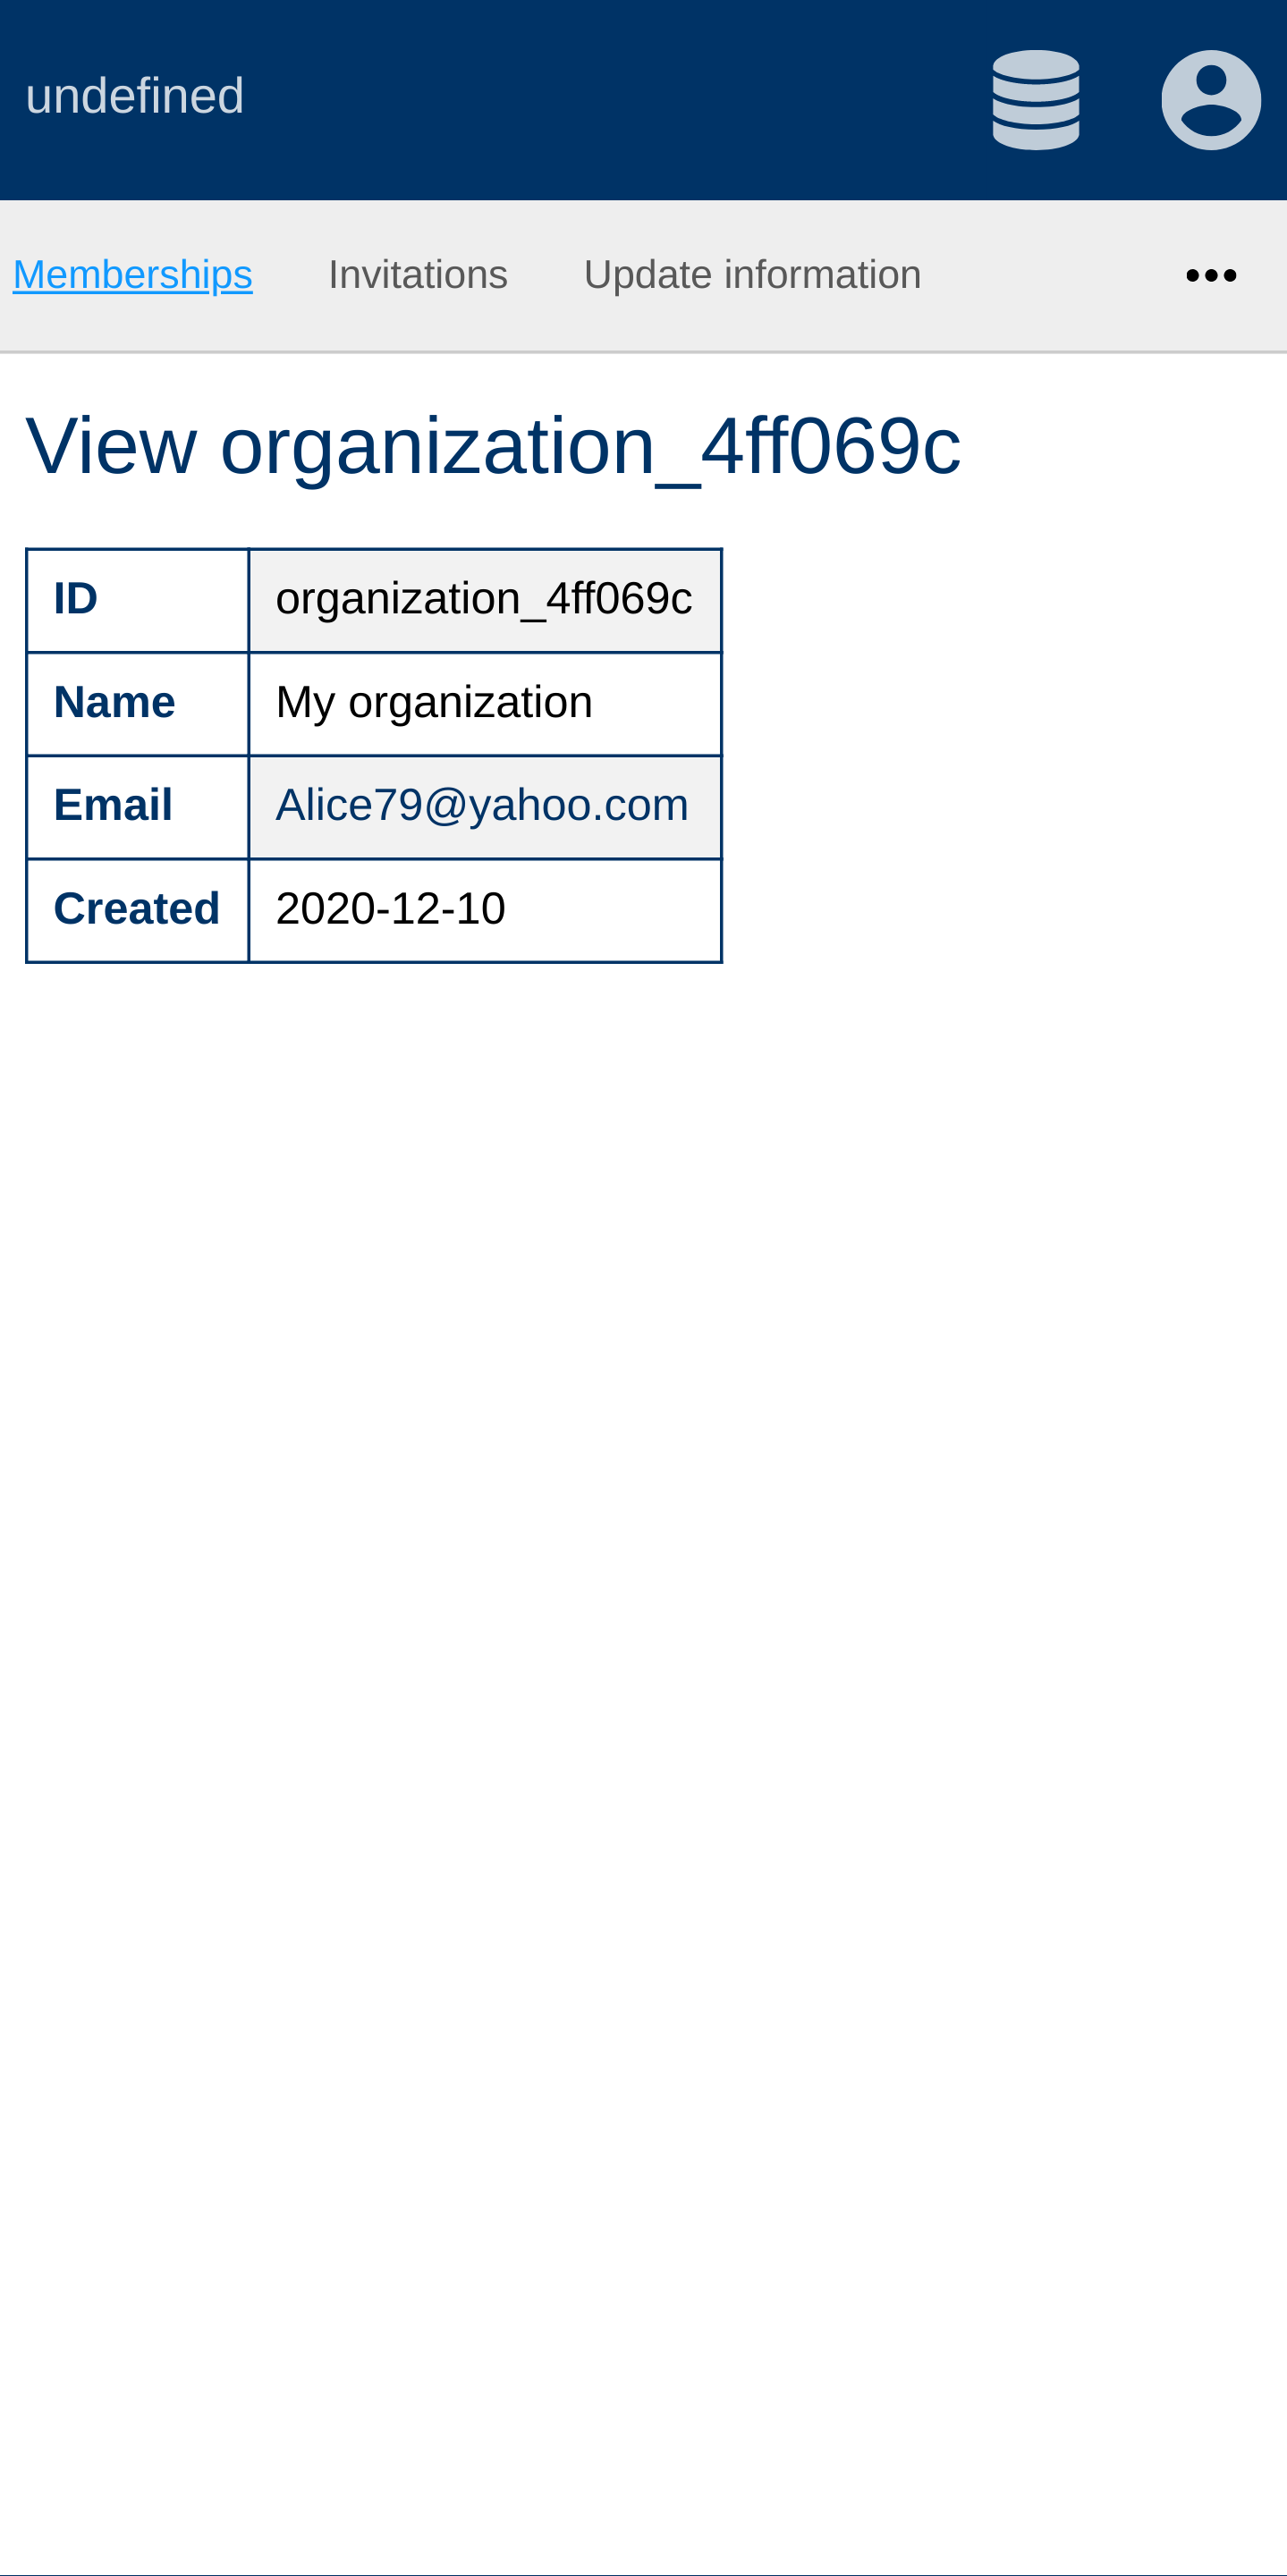 undefined
Memberships Invitations Update information
View organization_4ff069c
ID organization_4ff069c
Name My organization
Email Alice79@yahoo.com
Created 2020-12-10